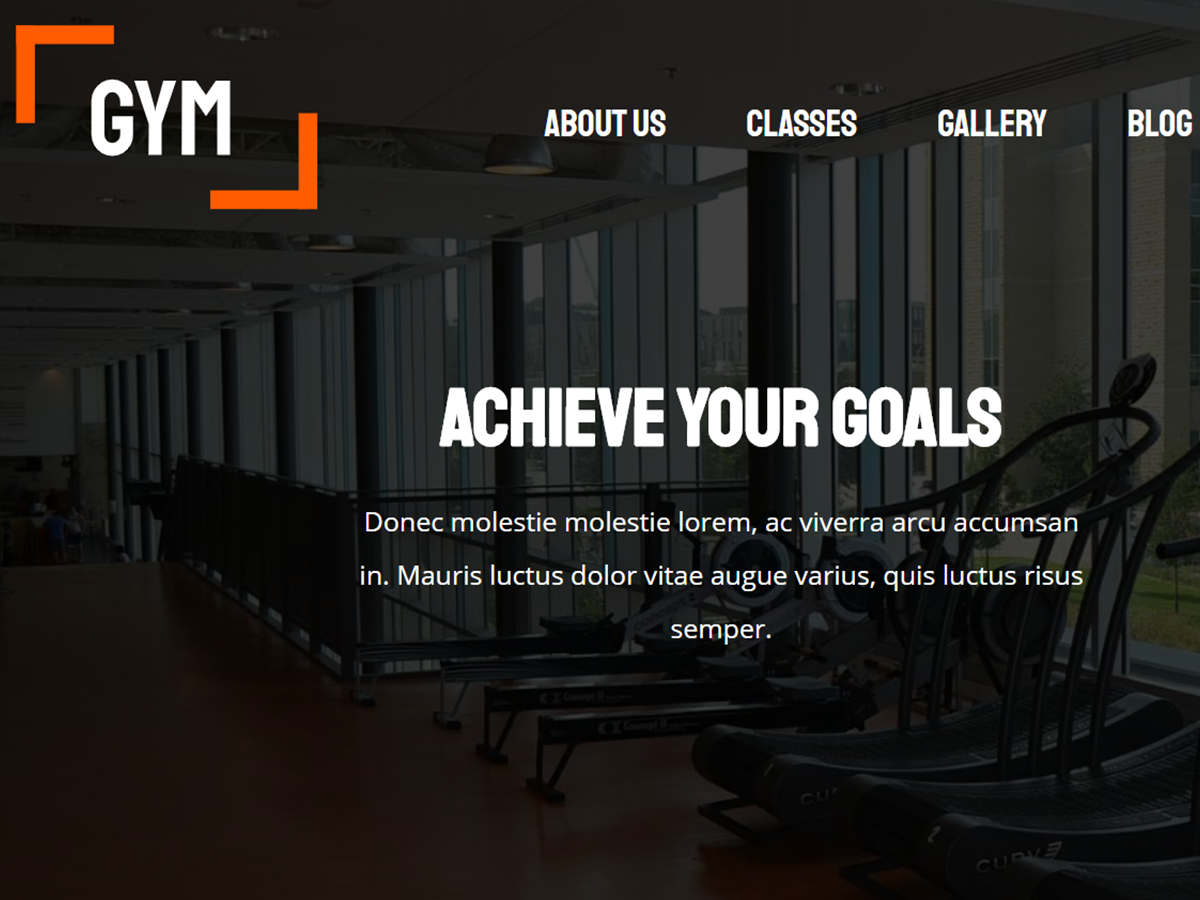 GYM
ABOUT US
CLASSES
GALLERY
BLOG
ACHIEVE YOUR GOALS
Donec molestie molestie lorem, ac viverra arcu accumsan
in. Mauris luctus dolor vitae augue varius, quis luctus risus
semper.